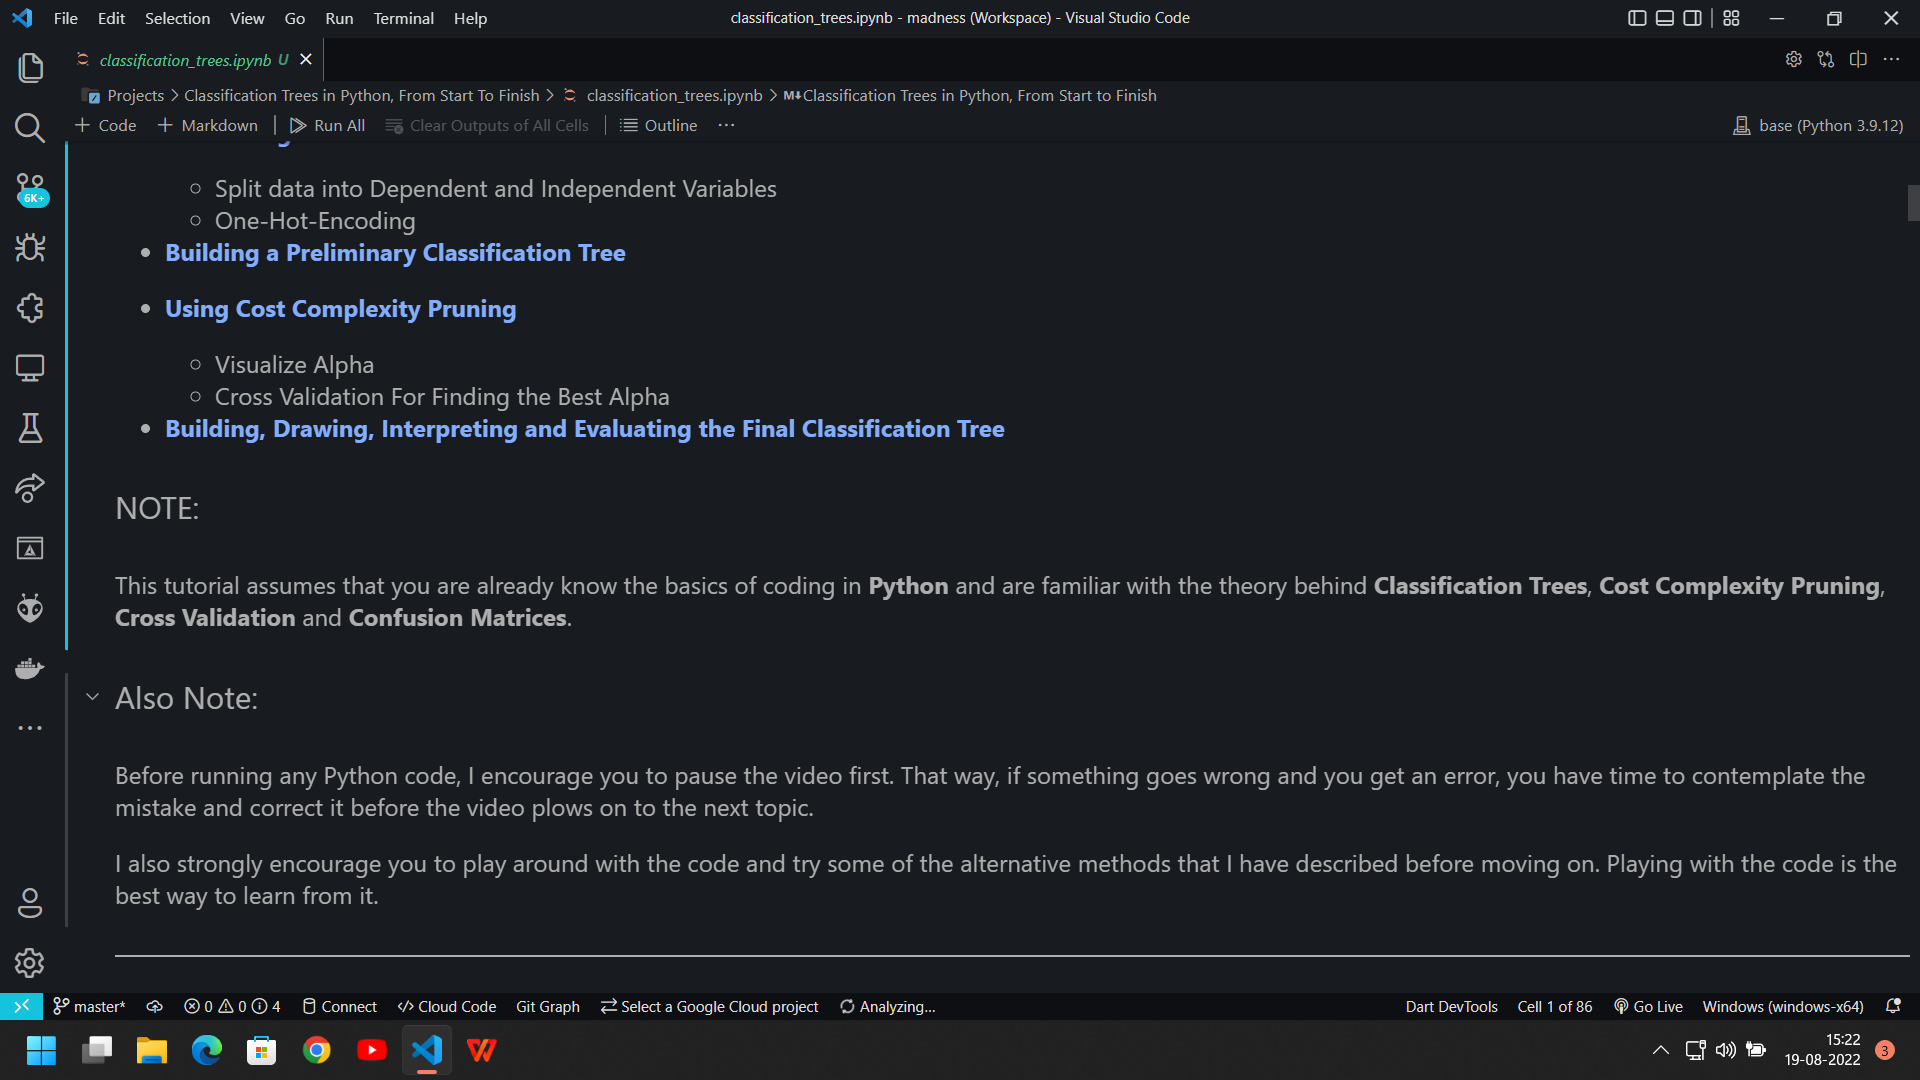 File Edit Selection View Go Run Terminal Help
classification_trees.ipynb - madness (Workspace) - Visual Studio Code
classification_trees.ipynb U
Projects > Classification Trees in Python, From Start To Finish > classification_trees.ipynb > M↓Classification Trees in Python, From Start to Finish
+ Code + Markdown | Run All Clear Outputs of All Cells | Outline ···
base (Python 3.9.12)
6K+
○ Split data into Dependent and Independent Variables
○ One-Hot-Encoding
• Building a Preliminary Classification Tree
• Using Cost Complexity Pruning
○ Visualize Alpha
○ Cross Validation For Finding the Best Alpha
• Building, Drawing, Interpreting and Evaluating the Final Classification Tree
NOTE:
This tutorial assumes that you are already know the basics of coding in Python and are familiar with the theory behind Classification Trees, Cost Complexity Pruning,
Cross Validation and Confusion Matrices.
Also Note:
Before running any Python code, I encourage you to pause the video first. That way, if something goes wrong and you get an error, you have time to contemplate the
mistake and correct it before the video plows on to the next topic.
I also strongly encourage you to play around with the code and try some of the alternative methods that I have described before moving on. Playing with the code is the
best way to learn from it.
master* 0 0 4 Connect </> Cloud Code Git Graph Select a Google Cloud project Analyzing...
Dart DevTools Cell 1 of 86 Go Live Windows (windows-x64)
15:22
19-08-2022
3